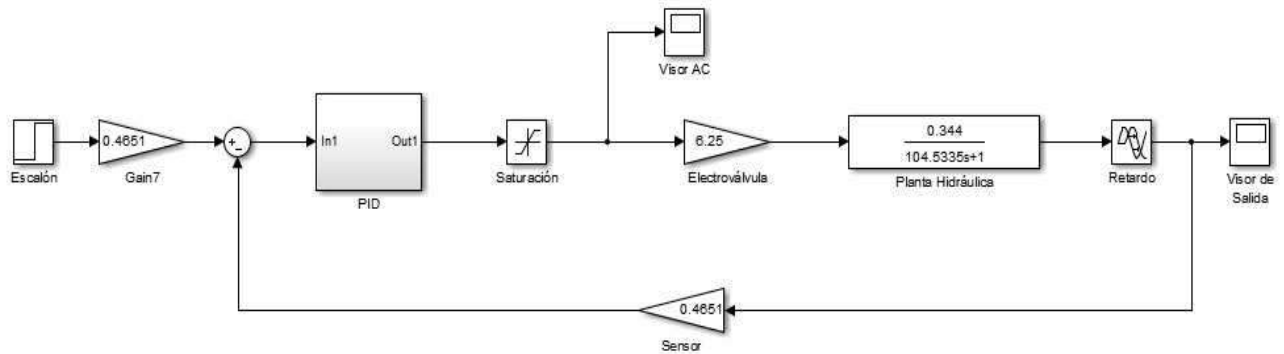 Visor AC
Escalón
0.4651
Gain7
+
-
In1
Out1
PID
Saturación
6.25
Electroválvula
0.344
104.5335s+1
Planta Hidráulica
Retardo
Visor de
Salida
0.4651
Sensor